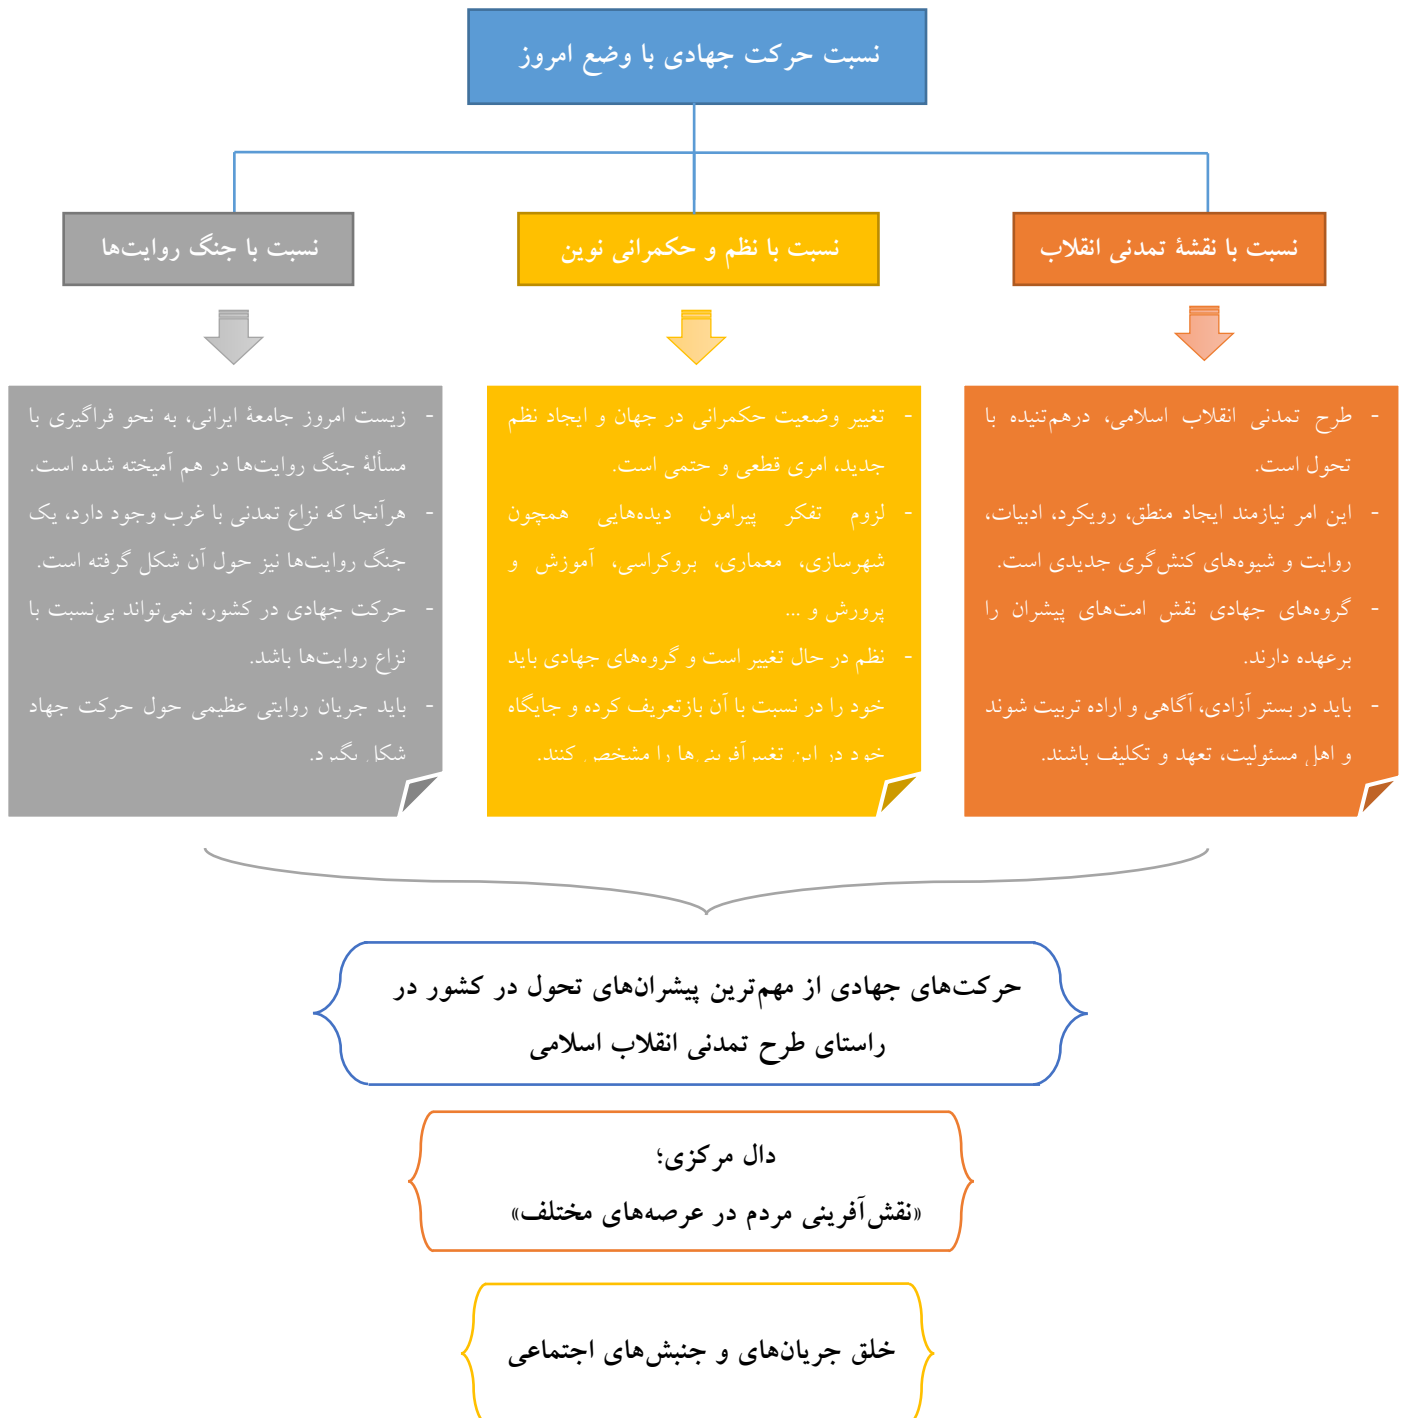 نسبت حرکت جهادی با وضع امروز
نسبت با نقشهٔ تمدنی انقلاب
نسبت با نظم و حکمرانی نوین
نسبت با جنگ روایت‌ها
- طرح تمدنی انقلاب اسلامی، درهم‌تنیده با
تحول است.
- این امر نیازمند ایجاد منطق، رویکرد، ادبیات،
روایت و شیوه‌های کنش‌گری جدیدی است.
- گروه‌های جهادی نقش امت‌های پیشران را
برعهده دارند.
- باید در بستر آزادی، آگاهی و اراده تربیت شوند
و اهل مسئولیت، تعهد و تکلیف باشند.
- تغییر وضعیت حکمرانی در جهان و ایجاد نظم
جدید، امری قطعی و حتمی است.
- لزوم تفکر پیرامون دیده‌هایی همچون
شهرسازی، معماری، بروکراسی، آموزش و
پرورش و ...
- نظم در حال تغییر است و گروه‌های جهادی باید
خود را در نسبت با آن بازتعریف کرده و جایگاه
خود در این تغییرآفرینی‌ها را مشخص کنند.
- زیست امروز جامعهٔ ایرانی، به نحو فراگیری با
مسألهٔ جنگ روایت‌ها در هم آمیخته شده است.
- هرآنجا که نزاع تمدنی با غرب وجود دارد، یک
جنگ روایت‌ها نیز حول آن شکل گرفته است.
- حرکت جهادی در کشور، نمی‌تواند بی‌نسبت با
نزاع روایت‌ها باشد.
- باید جریان روایتی عظیمی حول حرکت جهاد
شکل بگیرد.
حرکت‌های جهادی از مهم‌ترین پیشران‌های تحول در کشور در
راستای طرح تمدنی انقلاب اسلامی
دال مرکزی؛
«نقش‌آفرینی مردم در عرصه‌های مختلف»
خلق جریان‌های و جنبش‌های اجتماعی